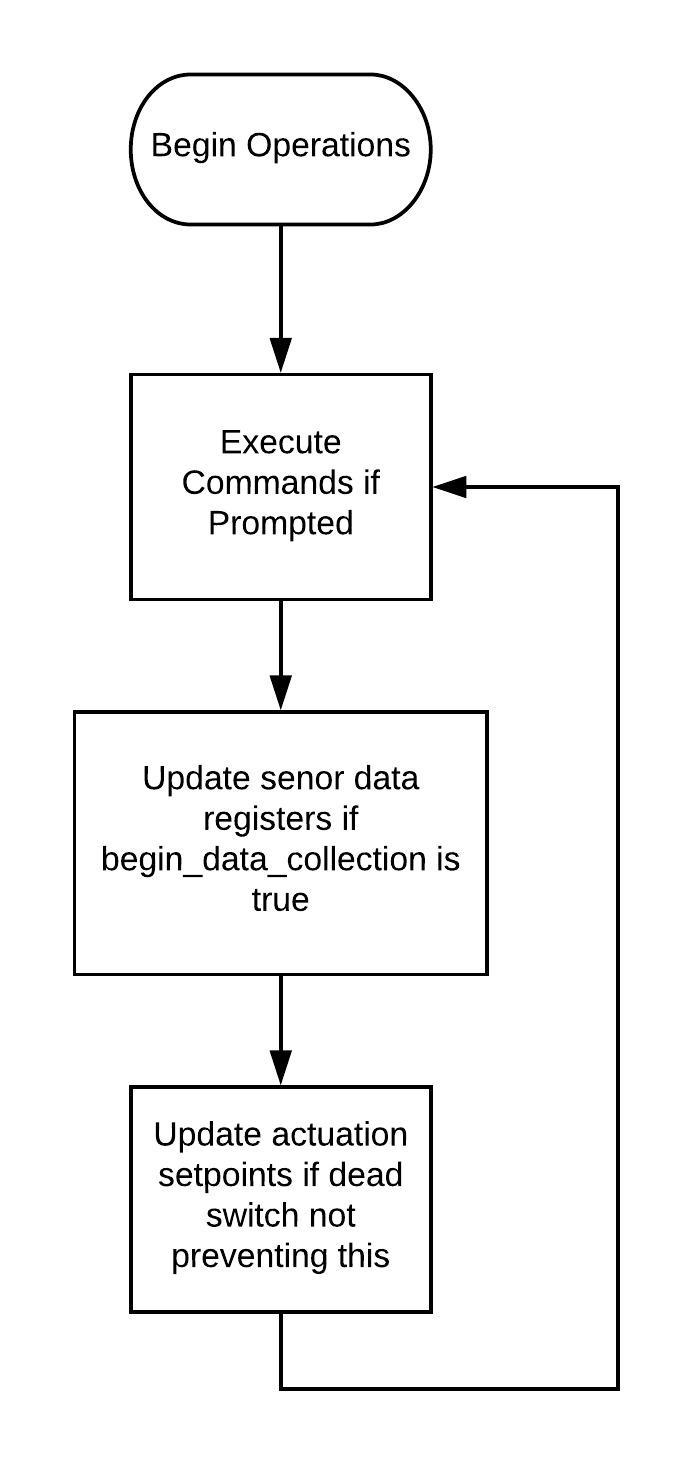 Begin Operations
Execute
Commands if
Prompted
Update senor data
registers if
begin_data_collection is
true
Update actuation
setpoints if dead
switch not
preventing this